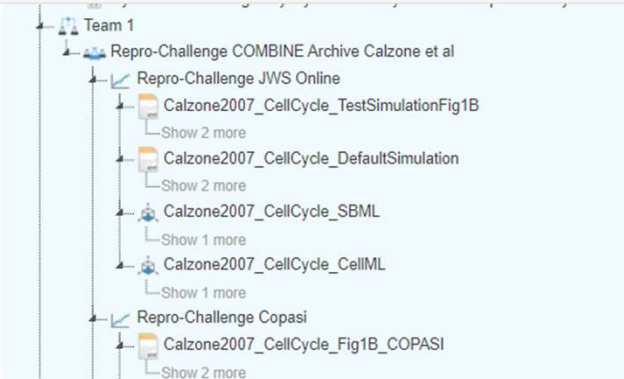 Team 1
Repro-Challenge COMBINE Archive Calzone et al
Repro-Challenge JWS Online
Calzone2007_CellCycle_TestSimulationFig1B
Show 2 more
Calzone2007_CellCycle_DefaultSimulation
Show 2 more
Calzone2007_CellCycle_SBML
Show 1 more
Calzone2007_CellCycle_CellML
Show 1 more
Repro-Challenge Copasi
Calzone2007_CellCycle_Fig1B_COPASI
Show 2 more